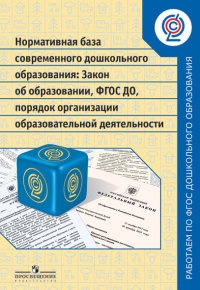 Нормативная база
современного дошкольного
образования: Закон
об образовании, ФГОС ДО,
порядок организации
образовательной деятельности
РАБОТАЕМ ПО ФГОС ДОШКОЛЬНОГО ОБРАЗОВАНИЯ
ФЕДЕРАЛЬНЫЙ ЗАКОН
ПРОСВЕЩЕНИЕ
ИЗДАТЕЛЬСТВО